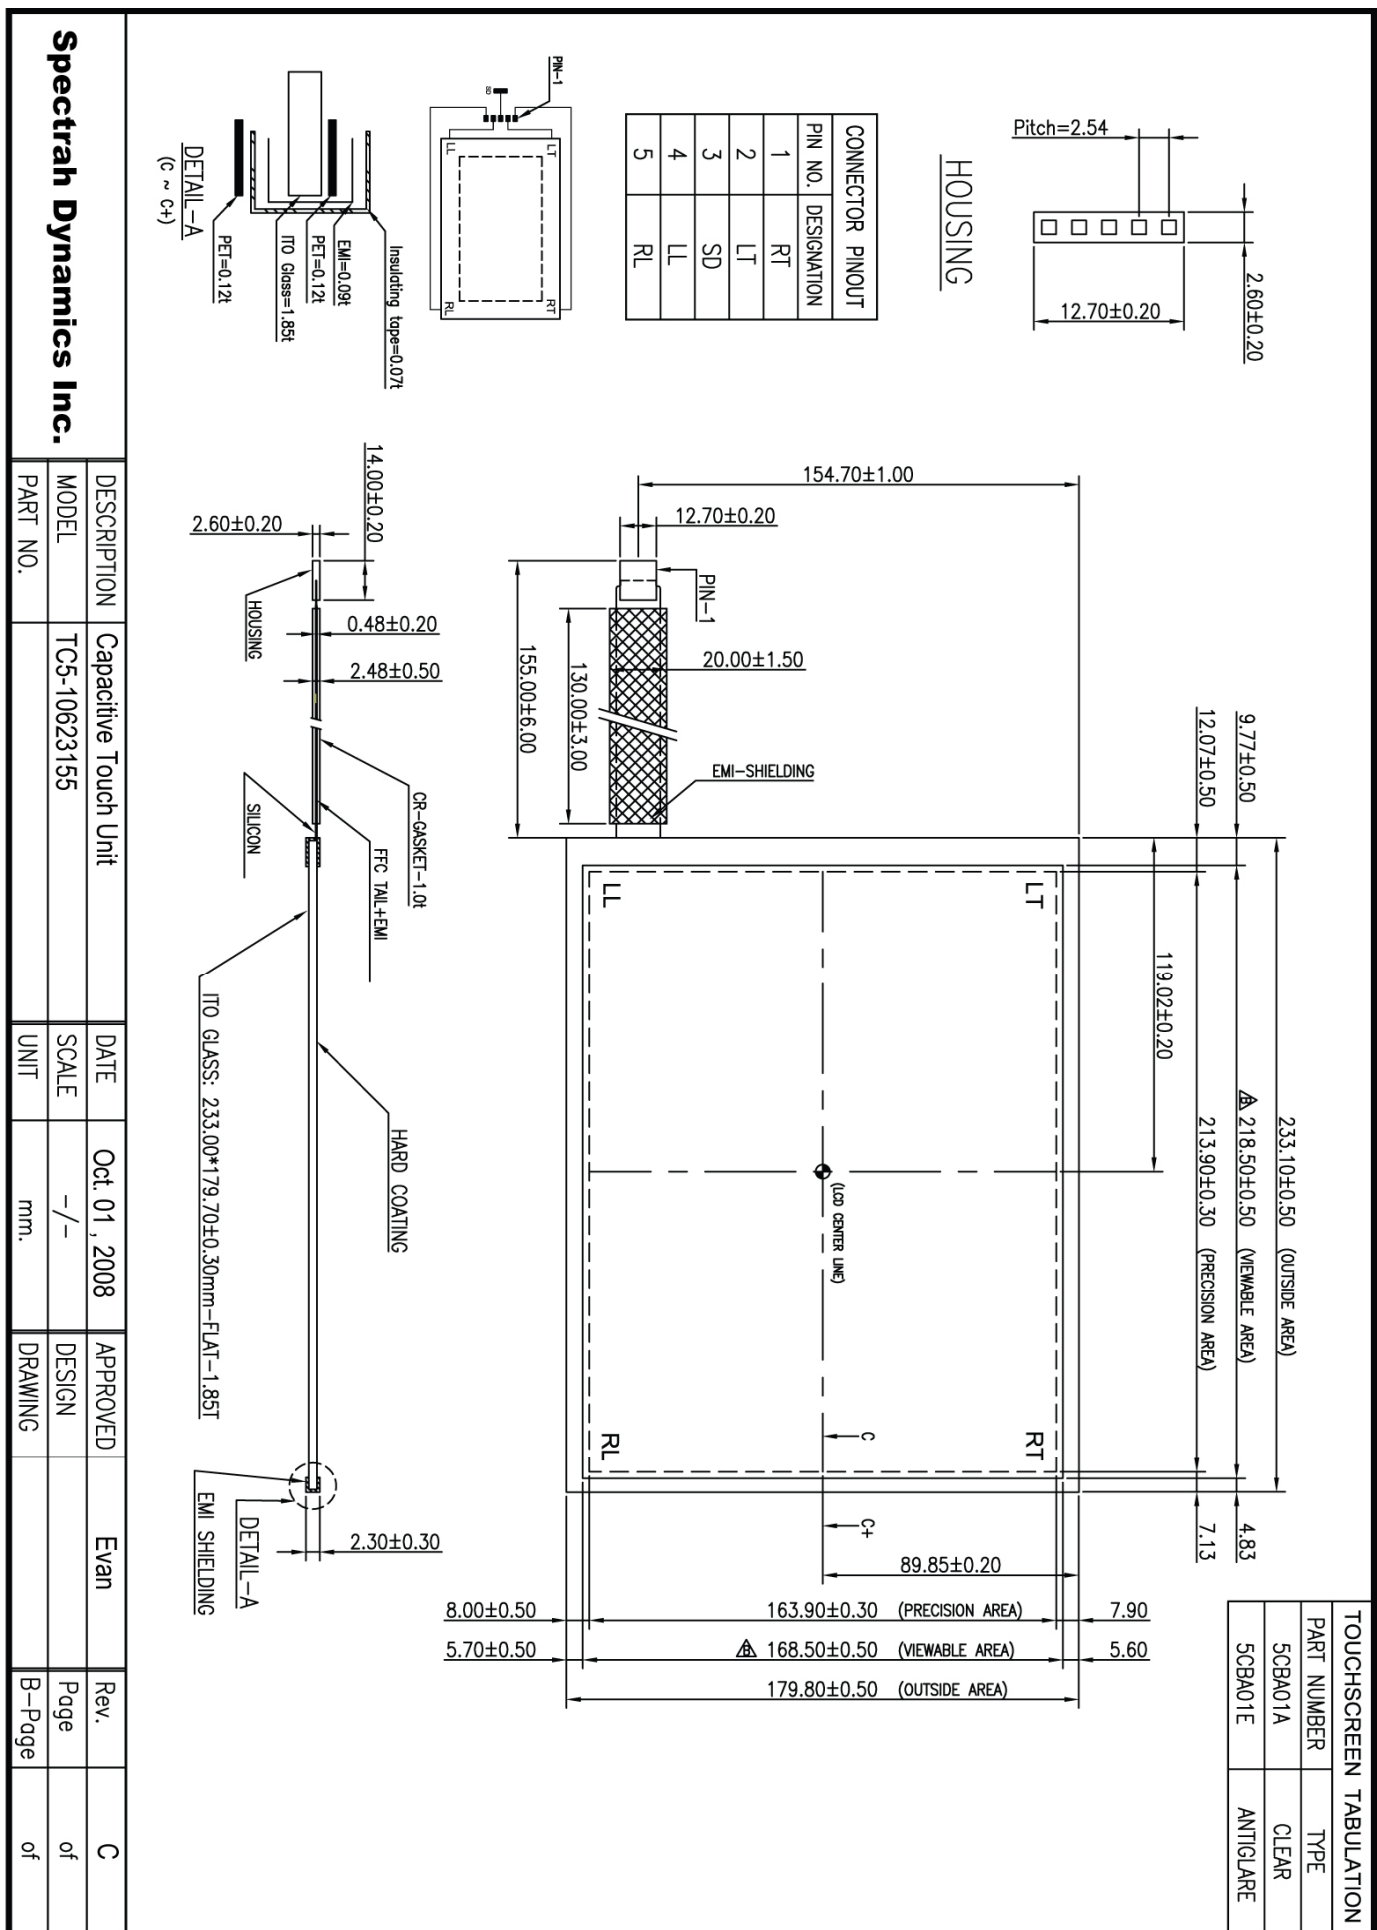 TOUCHSCREEN TABULATION
PART NUMBER TYPE
5CBA01A CLEAR
5CBA01E ANTIGLARE
HOUSING
Pitch=2.54
2.60±0.20
12.70±0.20
CONNECTOR PINOUT
PIN NO. DESIGNATION
1 RT
2 LT
3 SD
4 LL
5 RL
PIN-1
SD
LT
RT
LL
RL
Insulating tape=0.07t
EMI=0.09t
PET=0.12t
ITO Glass=1.85t
PET=0.12t
DETAIL-A
(C ~ C+)
233.10±0.50 (OUTSIDE AREA)
9.77±0.50
B 218.50±0.50 (VIEWABLE AREA)
4.83
12.07±0.50
213.90±0.30 (PRECISION AREA)
7.13
119.02±0.20
154.70±1.00
12.70±0.20
PIN-1
20.00±1.50
EMI-SHIELDING
130.00±3.00
155.00±6.00
LT
RT
LL
RL
(LCD CENTER LINE)
C
C+
89.85±0.20
7.90
163.90±0.30 (PRECISION AREA)
8.00±0.50
5.60
B 168.50±0.50 (VIEWABLE AREA)
5.70±0.50
179.80±0.50 (OUTSIDE AREA)
14.00±0.20
2.60±0.20
HOUSING
0.48±0.20
2.48±0.50
CR-GASKET-1.0t
FFC TAIL+EMI
SILICON
HARD COATING
ITO GLASS: 233.00*179.70±0.30mm-FLAT-1.85T
2.30±0.30
DETAIL-A
EMI SHIELDING
Spectrah Dynamics Inc.
DESCRIPTION Capacitive Touch Unit DATE Oct. 01 , 2008 APPROVED Evan Rev. C
MODEL TC5-10623155 SCALE -/- DESIGN Page of
PART NO. UNIT mm. DRAWING B-Page of